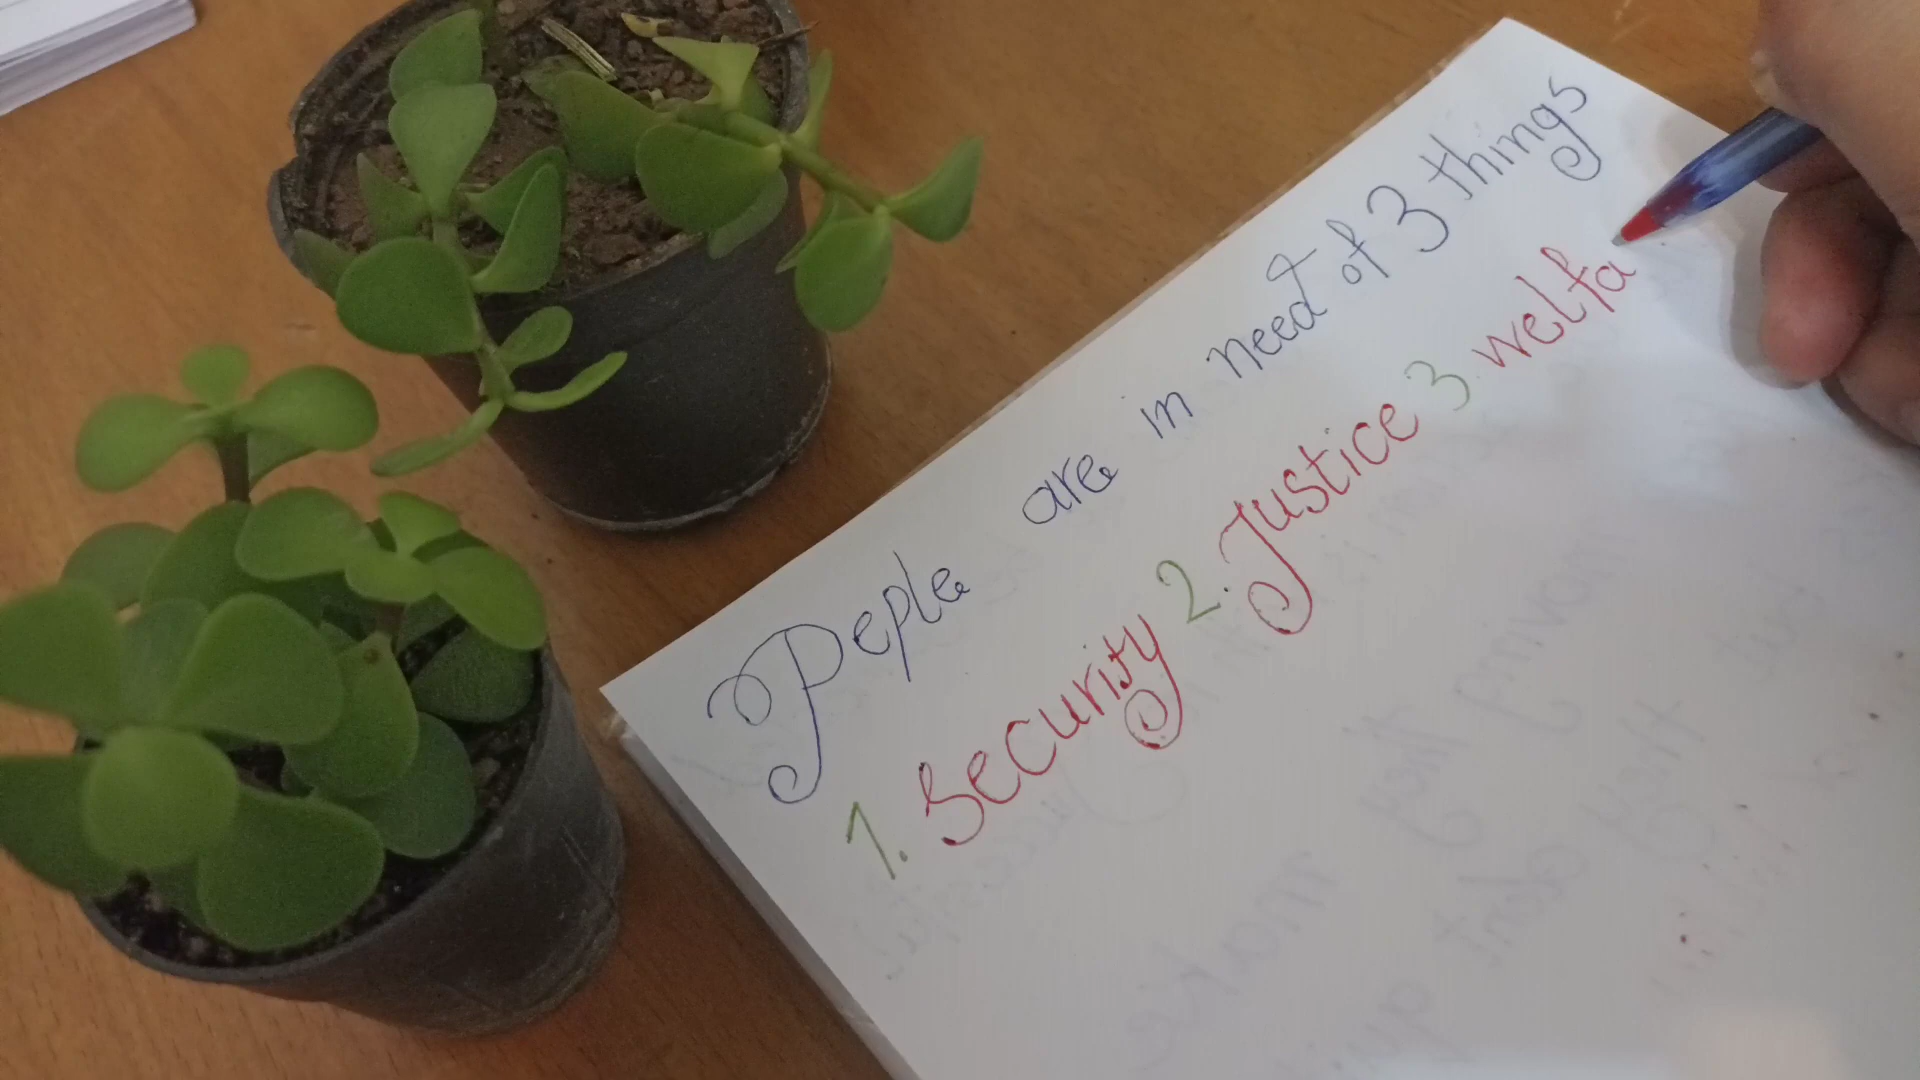 Peple are in need of 3 things
1. Security 2. Justice 3. welfa